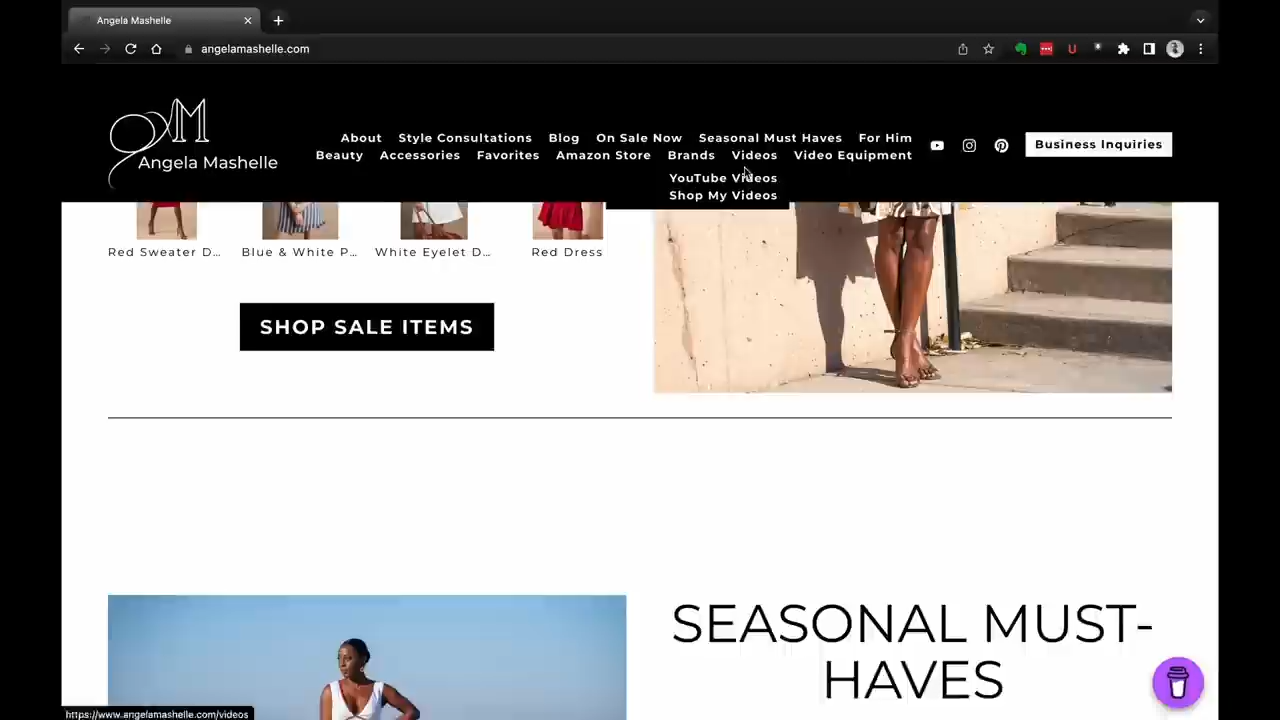 Angela Mashelle
angelamashelle.com
Angela Mashelle
About Style Consultations Blog On Sale Now Seasonal Must Haves For Him
Beauty Accessories Favorites Amazon Store Brands Videos Video Equipment
Business Inquiries
YouTube Videos
Shop My Videos
Red Sweater D... Blue & White P... White Eyelet D... Red Dress
SHOP SALE ITEMS
SEASONAL MUST-
HAVES
https://www.angelamashelle.com/videos